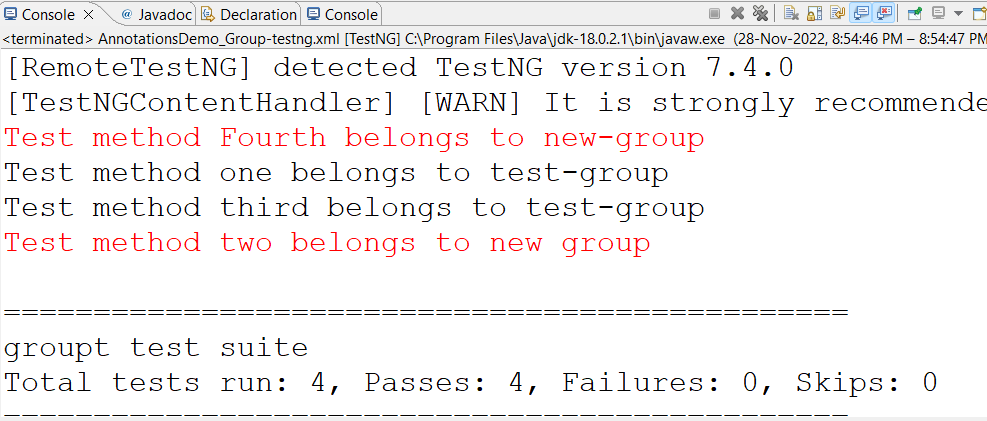 Console Javadoc Declaration Console
<terminated> AnnotationsDemo_Group-testng.xml [TestNG] C:\Program Files\Java\jdk-18.0.2.1\bin\javaw.exe (28-Nov-2022, 8:54:46 PM – 8:54:47 PM
[RemoteTestNG] detected TestNG version 7.4.0
[TestNGContentHandler] [WARN] It is strongly recommende
Test method Fourth belongs to new-group
Test method one belongs to test-group
Test method third belongs to test-group
Test method two belongs to new group
===============================================
groupt test suite
Total tests run: 4, Passes: 4, Failures: 0, Skips: 0
===============================================